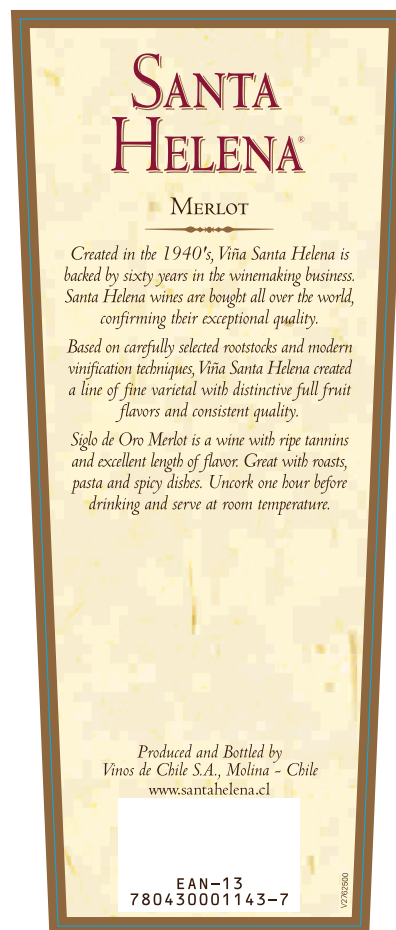 SANTA
HELENA®
MERLOT
Created in the 1940's, Viña Santa Helena is
backed by sixty years in the winemaking business.
Santa Helena wines are bought all over the world,
confirming their exceptional quality.
Based on carefully selected rootstocks and modern
vinification techniques, Viña Santa Helena created
a line of fine varietal with distinctive full fruit
flavors and consistent quality.
Siglo de Oro Merlot is a wine with ripe tannins
and excellent length of flavor. Great with roasts,
pasta and spicy dishes. Uncork one hour before
drinking and serve at room temperature.
Produced and Bottled by
Vinos de Chile S.A., Molina - Chile
www.santahelena.cl
EAN-13
780430001143-7
V2762500